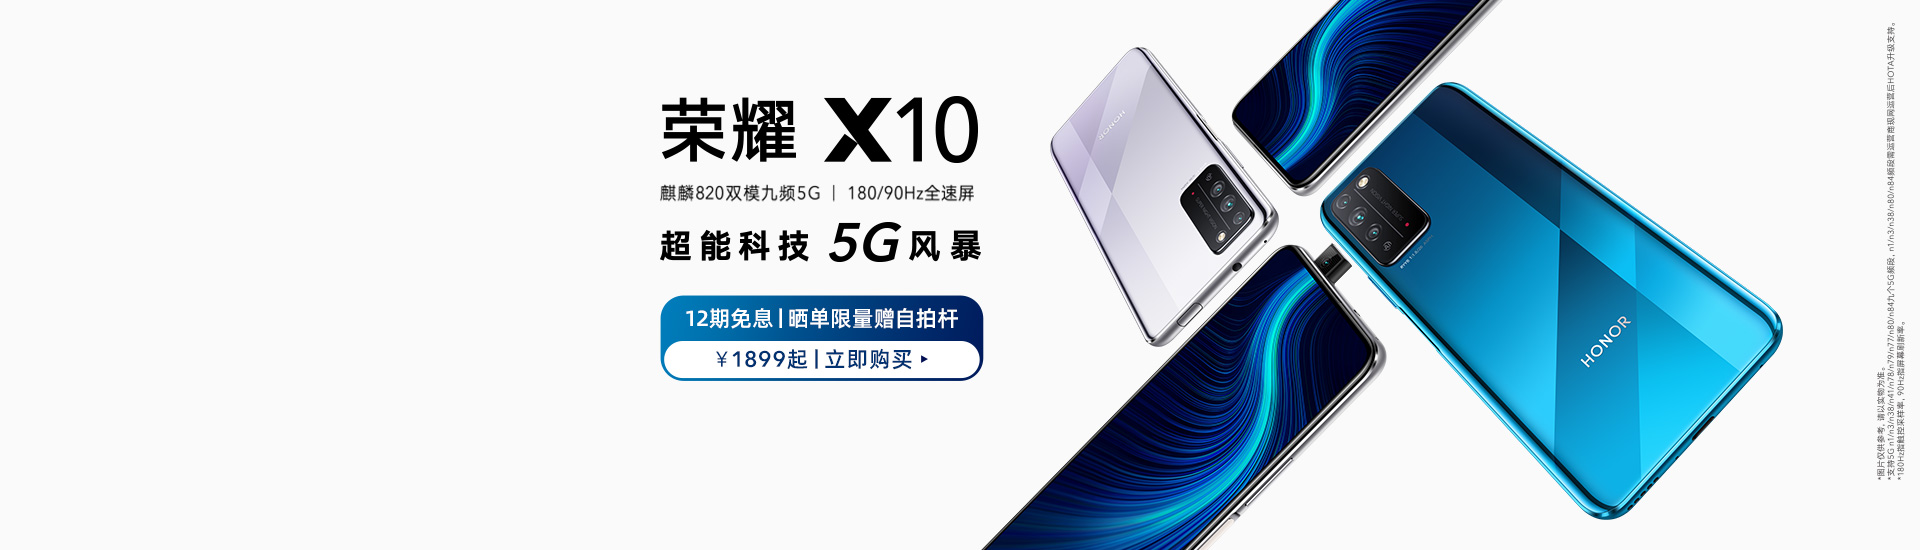 荣耀 X10
麒麟820双模九频5G | 180/90Hz全速屏
超能科技 5G风暴
12期免息|晒单限量赠自拍杆
¥1899起|立即购买▸
HONOR
HONOR
*图片仅供参考, 请以实物为准。
*支持5G n1/n3/n38/n41/n78/n79/n77/n80/n84九个5G频段, n1/n3/n38/n80/n84频段需运营商现网运营后HOTA升级支持。
*180Hz指触控采样率, 90Hz指屏幕刷新率。